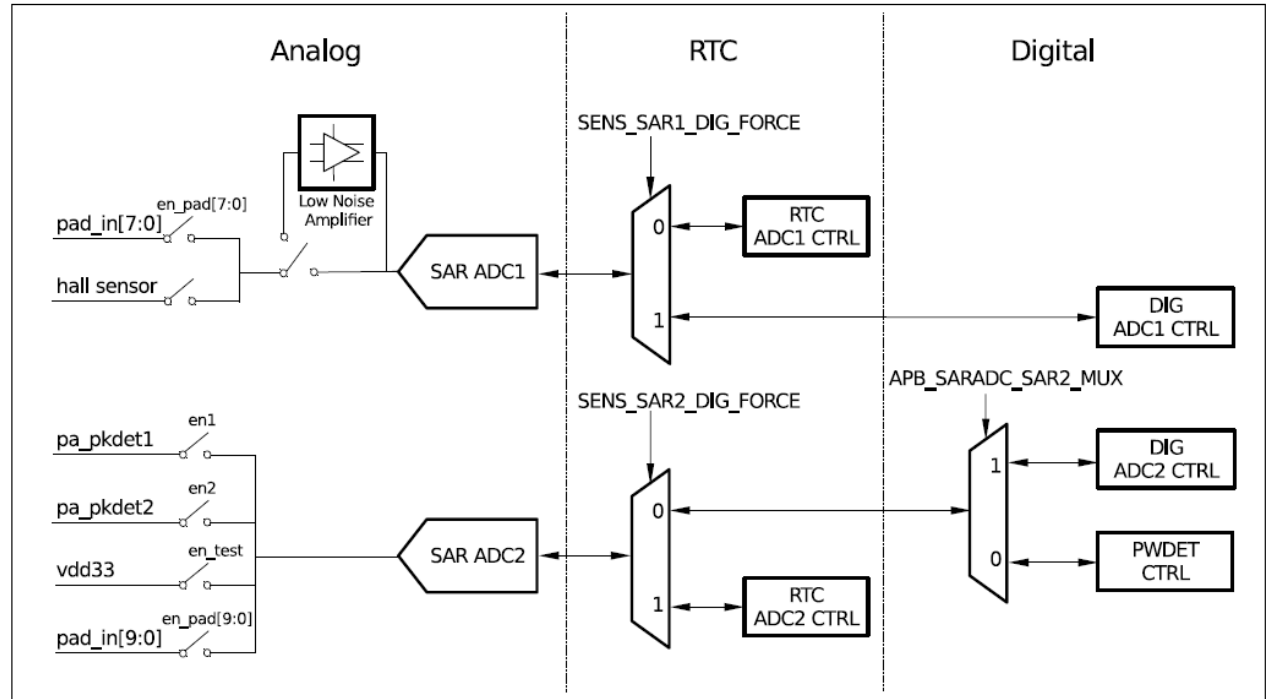 Analog
RTC
Digital
SENS_SAR1_DIG_FORCE
Low Noise
Amplifier
en_pad[7:0]
pad_in[7:0]
hall sensor
SAR ADC1
0
1
RTC
ADC1 CTRL
DIG
ADC1 CTRL
SENS_SAR2_DIG_FORCE
APB_SARADC_SAR2_MUX
en1
pa_pkdet1
en2
pa_pkdet2
en_test
vdd33
en_pad[9:0]
pad_in[9:0]
SAR ADC2
0
1
RTC
ADC2 CTRL
1
0
DIG
ADC2 CTRL
PWDET
CTRL